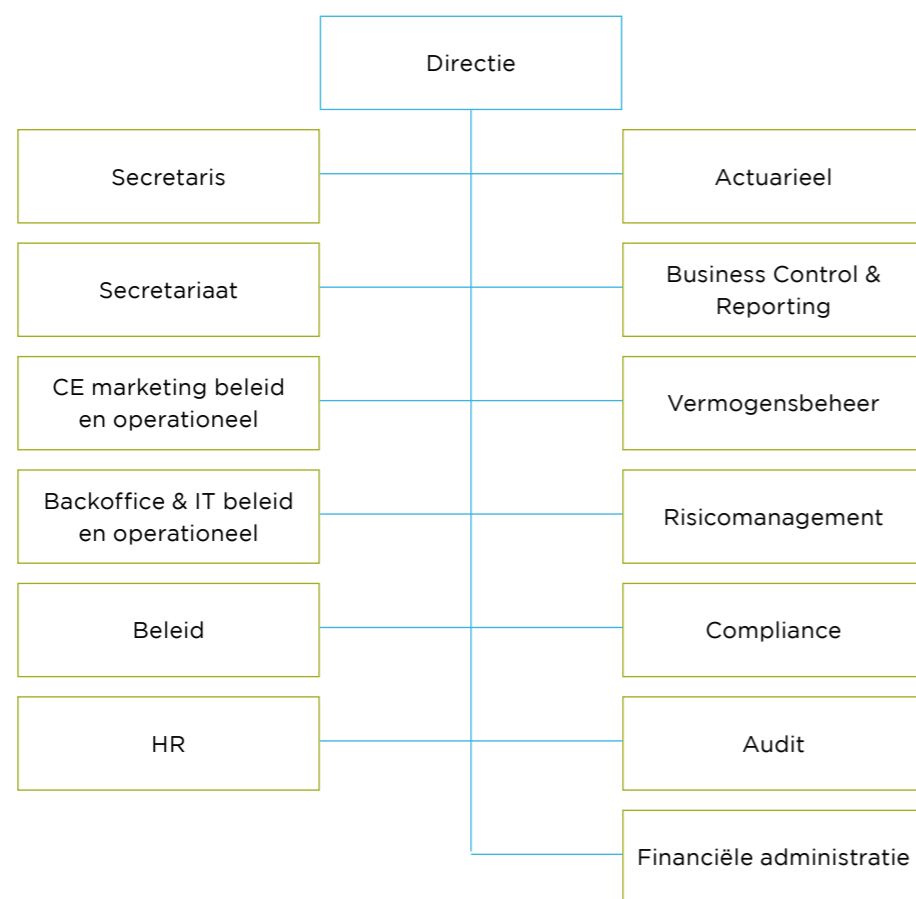 Directie
Secretaris
Actuarieel
Secretariaat
Business Control &
Reporting
CE marketing beleid
en operationeel
Vermogensbeheer
Backoffice & IT beleid
en operationeel
Risicomanagement
Beleid
Compliance
HR
Audit
Financiële administratie